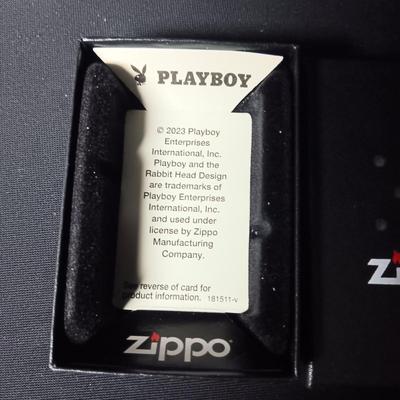 PLAYBOY
© 2023 Playboy
Enterprises
International, Inc.
Playboy and the
Rabbit Head Design
are trademarks of
Playboy Enterprises
International, Inc.
and used under
license by Zippo
Manufacturing
Company.
See reverse of card for
product information. 181511-v
zippo
Zi